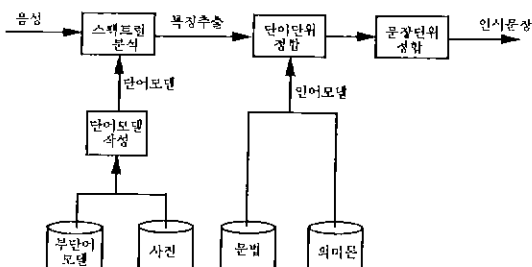 음성
스펙트럼
분석
특징추출
단어단위
정합
문장단위
정합
인식문장
단어모델
언어모델
단어모델
작성
부단어
모델
사전
문법
의미론